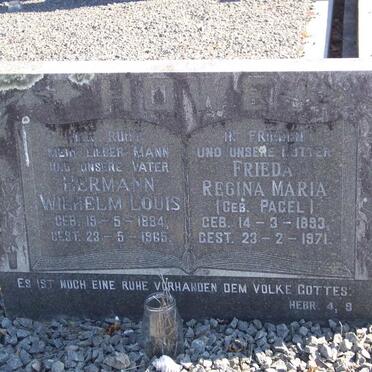 HOWE
HIER RUHT
MEIN LIEBER MANN
UND UNSERE VATER
HERMANN
WILHELM LOUIS
GEB. 15-5-1894.
GEST. 23-5-1965.
IN FRIEDEN
UND UNSERE MUTTER
FRIEDA
REGINA MARIA
(GEB. PAGEL)
GEB. 14-3-1893.
GEST. 23-2-1971.
ES IST NOCH EINE RUHE VORHANDEN DEM VOLKE GOTTES.
HEBR. 4, 9